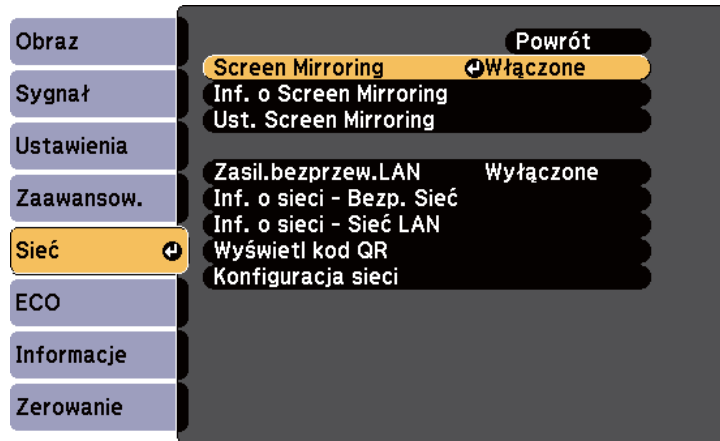 Obraz
Sygnał
Ustawienia
Zaawansow.
Sieć
ECO
Informacje
Zerowanie
Powrót
Screen Mirroring Włączone
Inf. o Screen Mirroring
Ust. Screen Mirroring
Zasil.bezprzew.LAN Wyłączone
Inf. o sieci - Bezp. Sieć
Inf. o sieci - Sieć LAN
Wyświetl kod QR
Konfiguracja sieci